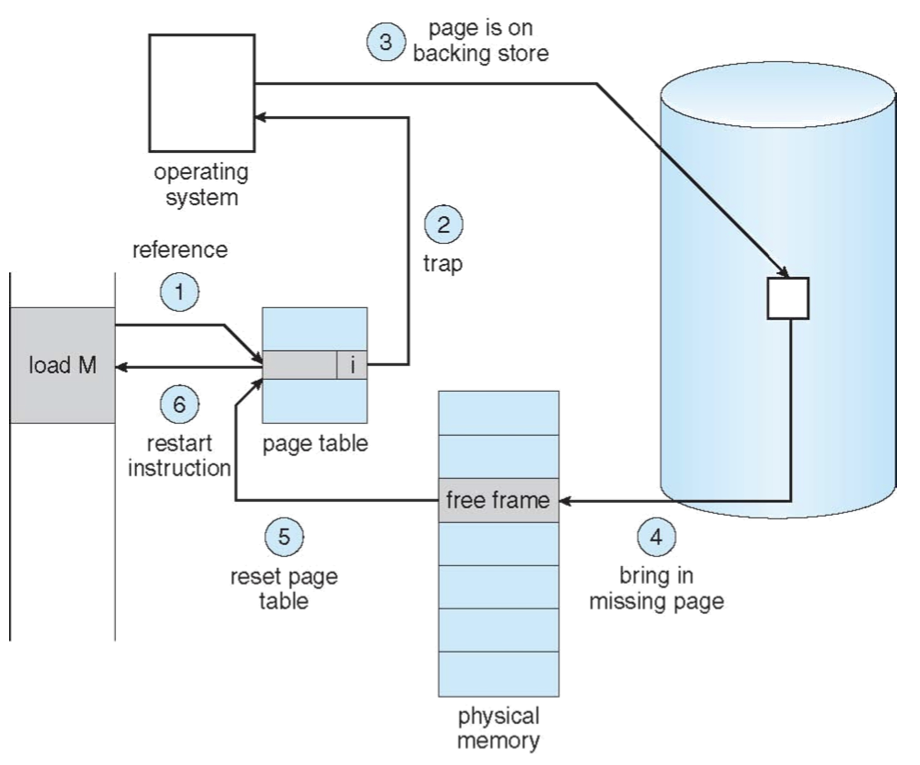 3
page is on
backing store
operating
system
2
trap
reference
1
load M
i
6
restart
instruction
page table
free frame
5
reset page
table
4
bring in
missing page
physical
memory